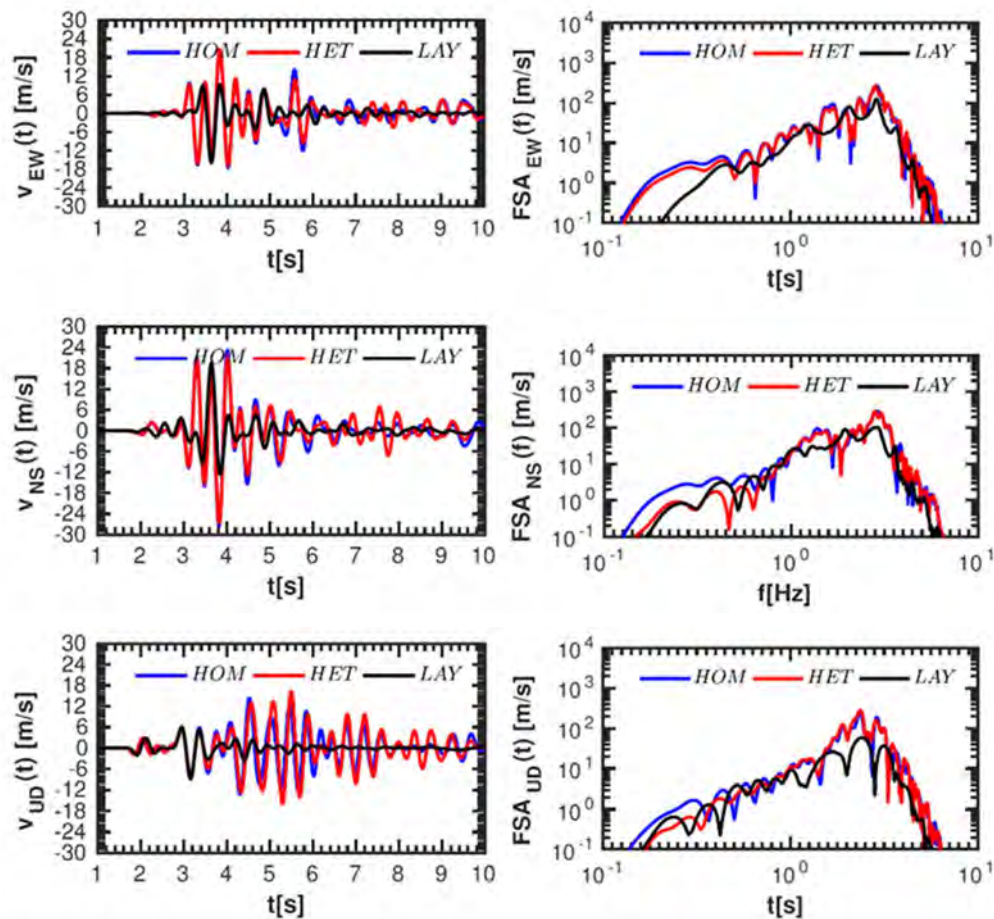 30
24
18
12
6
0
-6
-12
-18
-24
-30
v_EW(t) [m/s]
HOM HET LAY
1 2 3 4 5 6 7 8 9 10
t[s]
10^4
10^3
10^2
10^1
10^0
10^-1
FSA_EW(f) [m/s]
HOM HET LAY
10^-1 10^0 10^1
t[s]
30
24
18
12
6
0
-6
-12
-18
-24
-30
v_NS(t) [m/s]
HOM HET LAY
1 2 3 4 5 6 7 8 9 10
t[s]
10^4
10^3
10^2
10^1
10^0
10^-1
FSA_NS(f) [m/s]
HOM HET LAY
10^-1 10^0 10^1
f[Hz]
30
24
18
12
6
0
-6
-12
-18
-24
-30
v_UD(t) [m/s]
HOM HET LAY
1 2 3 4 5 6 7 8 9 10
t[s]
10^4
10^3
10^2
10^1
10^0
10^-1
FSA_UD(t) [m/s]
HOM HET LAY
10^-1 10^0 10^1
t[s]